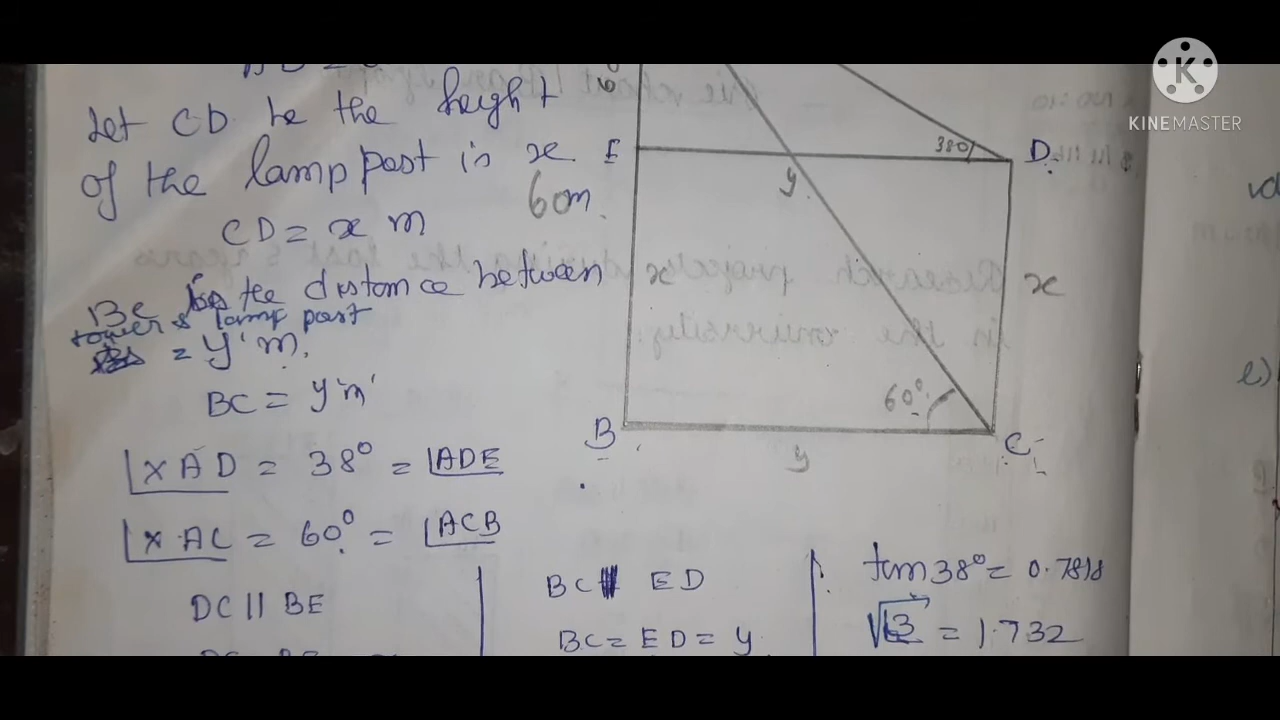 Let CD be the height
of the lamp post is x.
60m.
CD = x m
BC be the distance between
tower & lamp post
= y m.
BC = y m
∠XAD = 38° = ∠ADE
∠XAC = 60° = ∠ACB
DC || BE
BC || ED
BC = ED = y
tan 38° = 0.7818
√3 = 1.732
E
38°
D
y
x
x
60°
B
C
y
e)
K
KINEMASTER